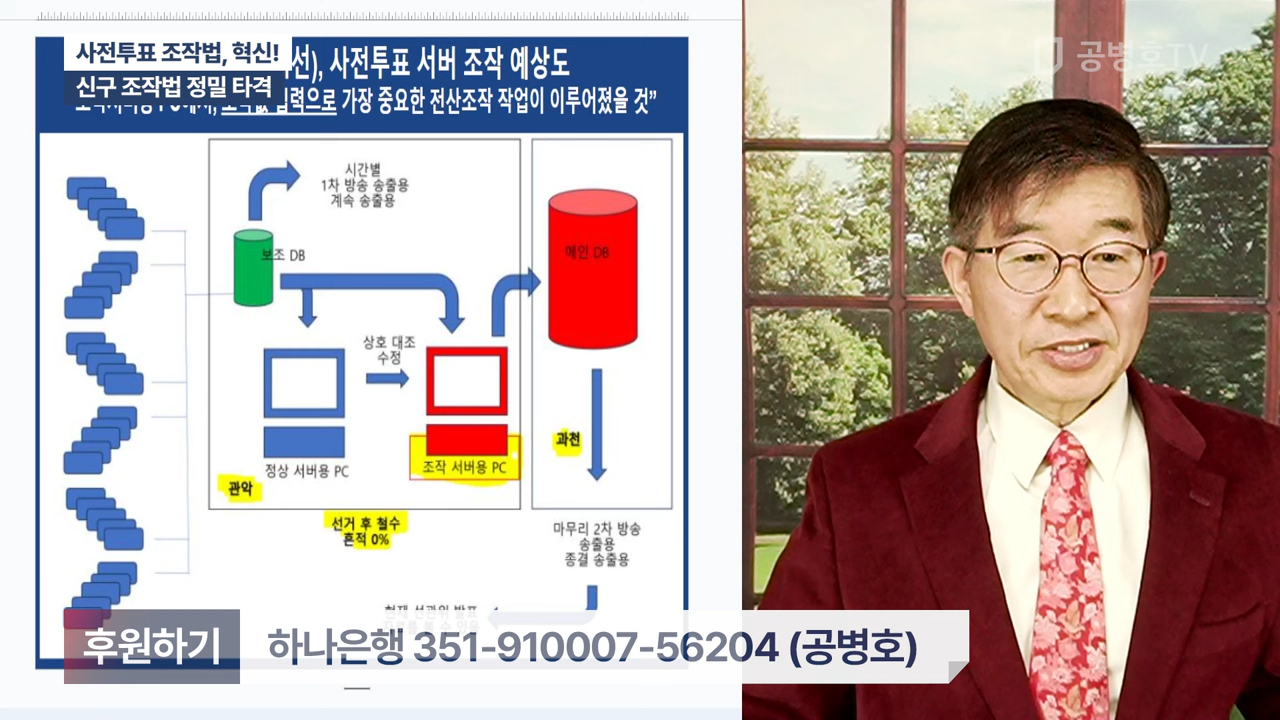 사전투표 조작법, 혁신!
신구 조작법 정밀 타격
선), 사전투표 서버 조작 예상도
입력으로 가장 중요한 전산조작 작업이 이루어졌을 것”
공병호TV
시간별
1차 방송 송출용
계속 송출용
보조 DB
메인 DB
상호 대조
수정
정상 서버용 PC
조작 서버용 PC
관악
과천
선거 후 철수
흔적 0%
마무리 2차 방송
송출용
종결 송출용
후원하기
하나은행 351-910007-56204 (공병호)